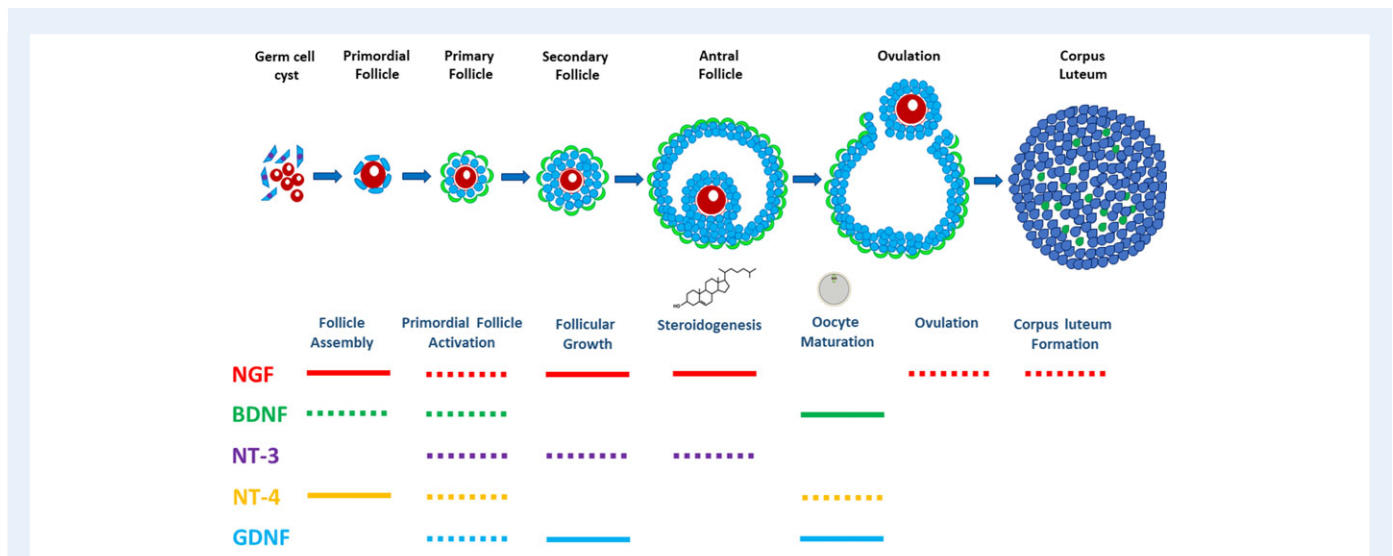 Germ cell
cyst
Primordial
Follicle
Primary
Follicle
Secondary
Follicle
Antral
Follicle
Ovulation
Corpus
Luteum
HO
Follicle
Assembly
Primordial Follicle
Activation
Follicular
Growth
Steroidogenesis
Oocyte
Maturation
Ovulation
Corpus luteum
Formation
NGF
BDNF
NT-3
NT-4
GDNF